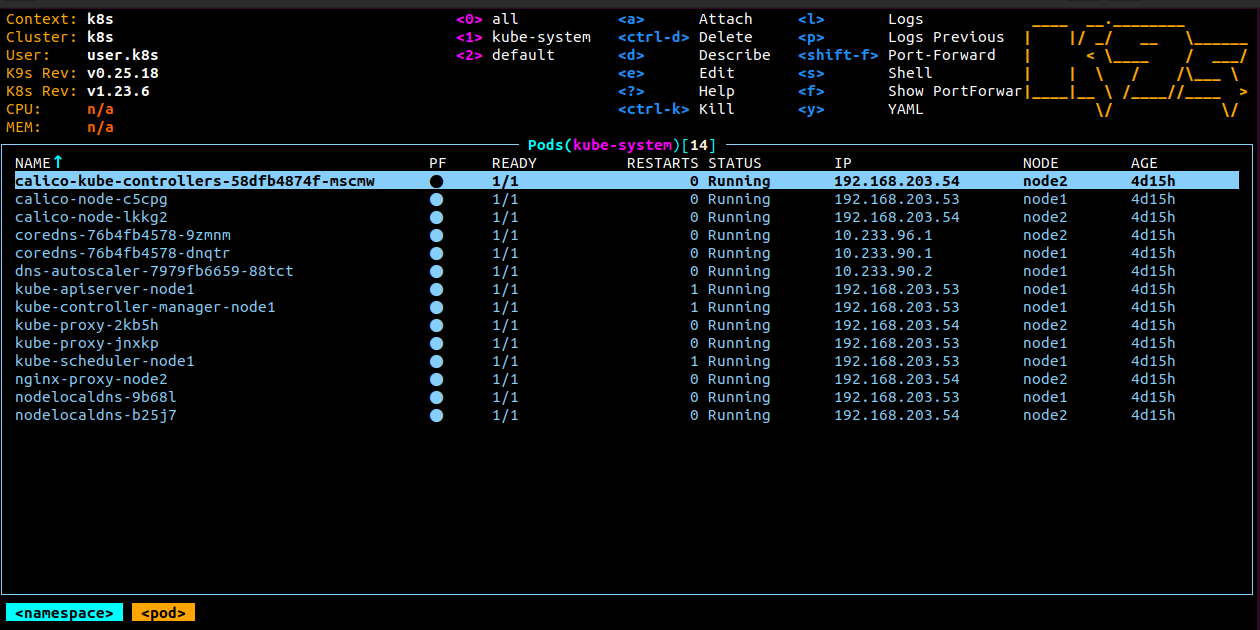 Context: k8s <0> all <a> Attach <l> Logs
Cluster: k8s <1> kube-system <ctrl-d> Delete <p> Logs Previous
User: user.k8s <2> default <d> Describe <shift-f> Port-Forward
K9s Rev: v0.25.18 <e> Edit <s> Shell
K8s Rev: v1.23.6 <?> Help <f> Show PortForwar
CPU: n/a <ctrl-k> Kill <y> YAML
MEM: n/a
Pods(kube-system)[14]
NAME↑ PF READY RESTARTS STATUS IP NODE AGE
calico-kube-controllers-58dfb4874f-mscmw ● 1/1 0 Running 192.168.203.54 node2 4d15h
calico-node-c5cpg ● 1/1 0 Running 192.168.203.53 node1 4d15h
calico-node-lkkg2 ● 1/1 0 Running 192.168.203.54 node2 4d15h
coredns-76b4fb4578-9zmnm ● 1/1 0 Running 10.233.96.1 node2 4d15h
coredns-76b4fb4578-dnqtr ● 1/1 0 Running 10.233.90.1 node1 4d15h
dns-autoscaler-7979fb6659-88tct ● 1/1 0 Running 10.233.90.2 node1 4d15h
kube-apiserver-node1 ● 1/1 1 Running 192.168.203.53 node1 4d15h
kube-controller-manager-node1 ● 1/1 1 Running 192.168.203.53 node1 4d15h
kube-proxy-2kb5h ● 1/1 0 Running 192.168.203.54 node2 4d15h
kube-proxy-jnxkp ● 1/1 0 Running 192.168.203.53 node1 4d15h
kube-scheduler-node1 ● 1/1 1 Running 192.168.203.53 node1 4d15h
nginx-proxy-node2 ● 1/1 0 Running 192.168.203.54 node2 4d15h
nodelocaldns-9b68l ● 1/1 0 Running 192.168.203.53 node1 4d15h
nodelocaldns-b25j7 ● 1/1 0 Running 192.168.203.54 node2 4d15h
<namespace> <pod>